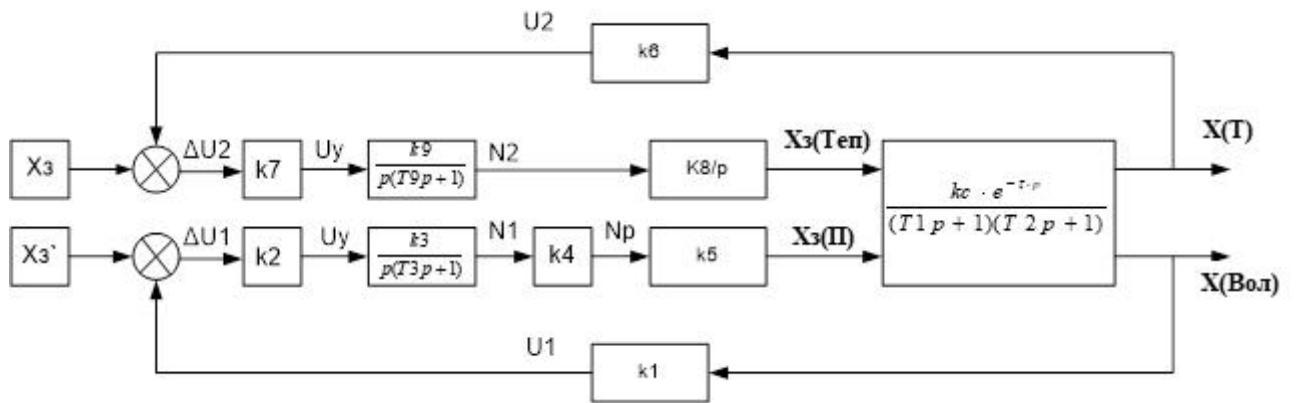 U2
k6
X(T)
Xз
ΔU2
k7
Uy
k9
p(T9p+1)
N2
K8/p
Xз(Теп)
kc · e^-τ·p
(T1p+1)(T2p+1)
Xз`
ΔU1
k2
Uy
k3
p(T3p+1)
N1
k4
Np
k5
Xз(П)
X(Вол)
U1
k1